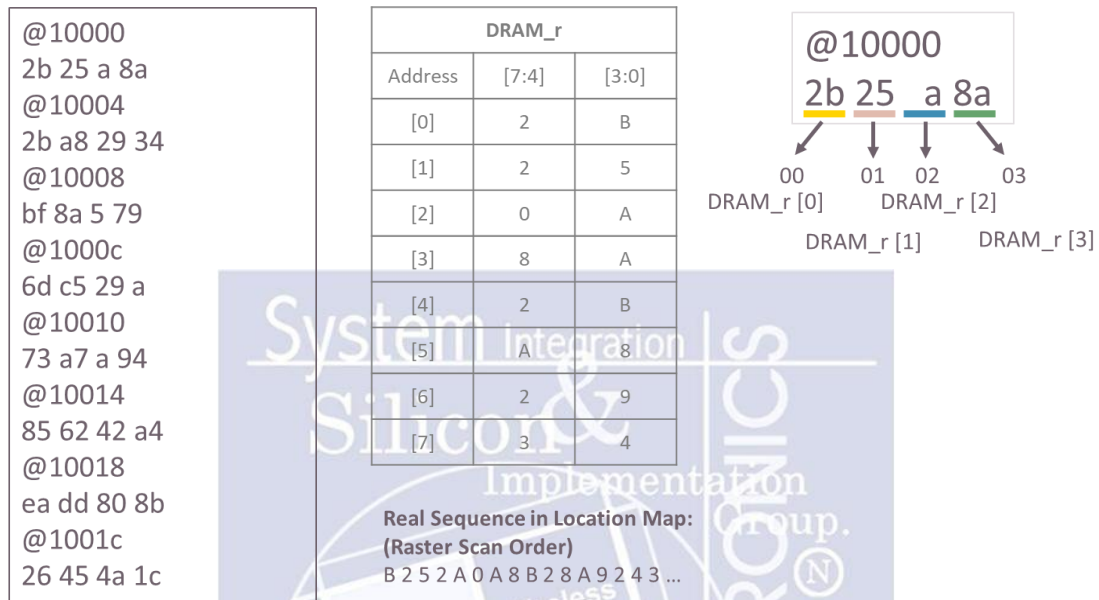 @10000
2b 25 a 8a
@10004
2b a8 29 34
@10008
bf 8a 5 79
@1000c
6d c5 29 a
@10010
73 a7 a 94
@10014
85 62 42 a4
@10018
ea dd 80 8b
@1001c
26 45 4a 1c
DRAM_r
Address [7:4] [3:0]
[0] 2 B
[1] 2 5
[2] 0 A
[3] 8 A
[4] 2 B
[5] A 8
[6] 2 9
[7] 3 4
Real Sequence in Location Map:
(Raster Scan Order)
B 2 5 2 A 0 A 8 B 2 8 A 9 2 4 3 ...
@10000
2b 25 a 8a
00 01 02 03
DRAM_r [0] DRAM_r [2]
DRAM_r [1] DRAM_r [3]
System Integration
&
Silicon
Implementation
Group.
N